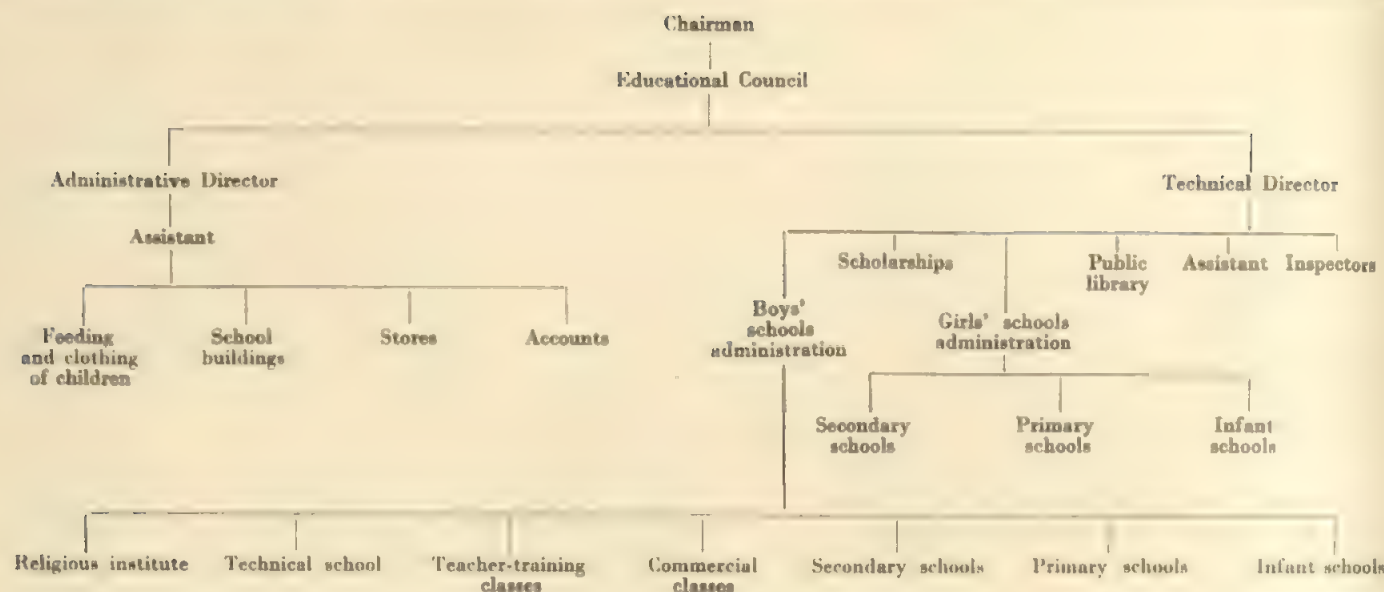 Chairman
Educational Council
Administrative Director
Technical Director
Assistant
Scholarships
Public
library
Assistant
Inspectors
Feeding
and clothing
of children
School
buildings
Stores
Accounts
Boys'
schools
administration
Girls' schools
administration
Secondary
schools
Primary
schools
Infant
schools
Religious institute
Technical school
Teacher-training
classes
Commercial
classes
Secondary schools
Primary schools
Infant schools